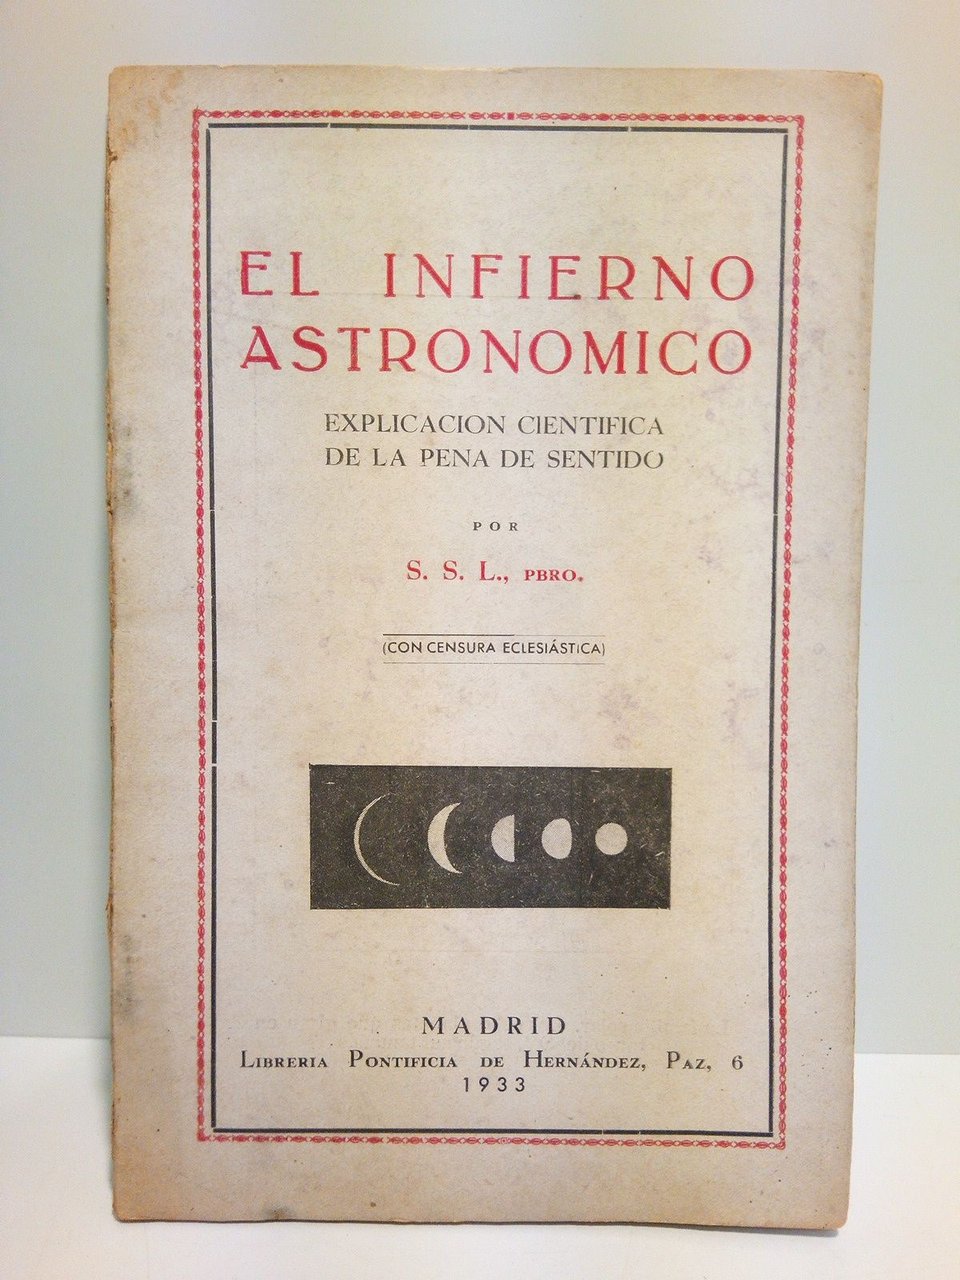 EL INFIERNO
ASTRONOMICO
EXPLICACION CIENTIFICA
DE LA PENA DE SENTIDO
POR
S. S. L., PBRO.
(CON CENSURA ECLESIÁSTICA)
MADRID
LIBRERIA PONTIFICIA DE HERNÁNDEZ, PAZ, 6
1933